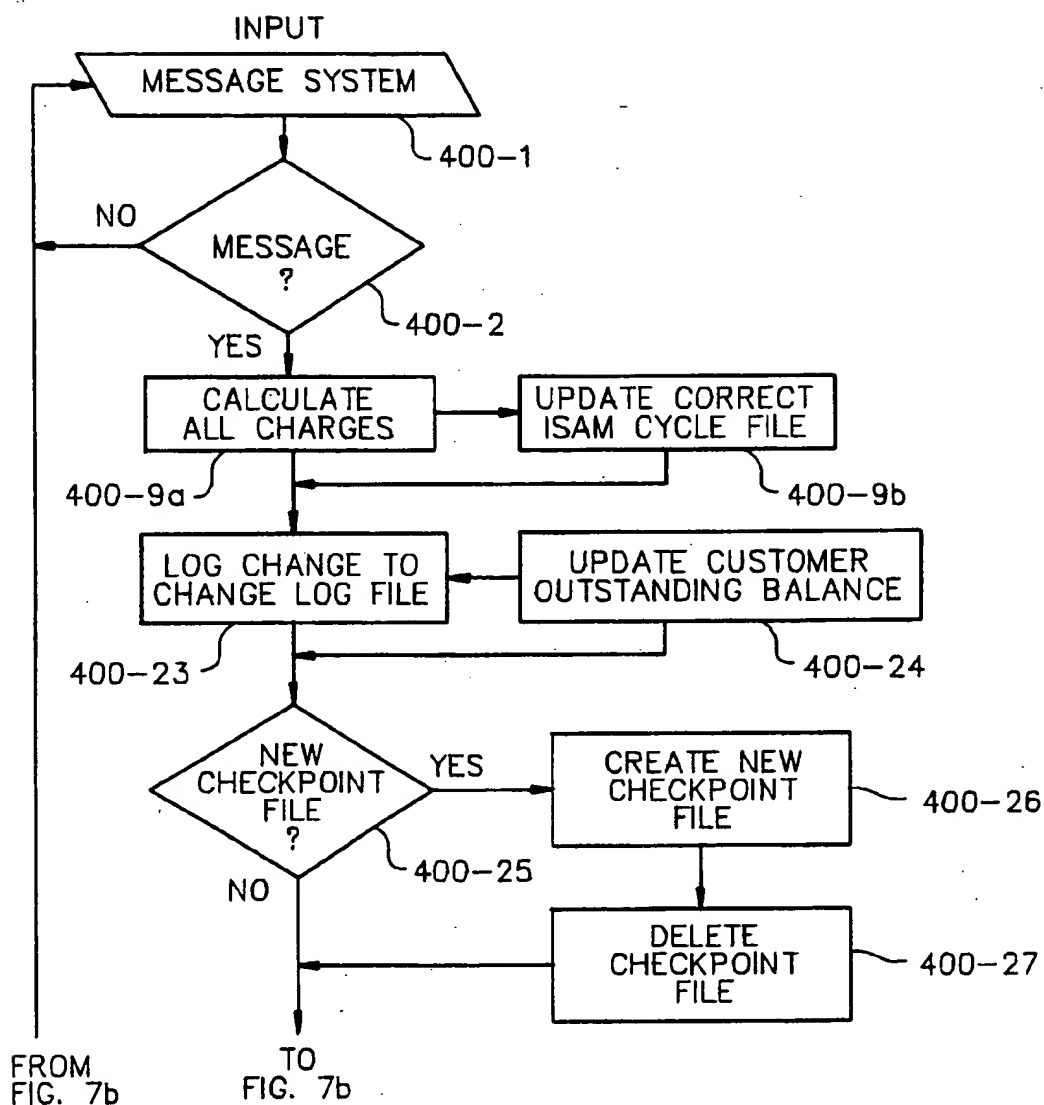 INPUT
MESSAGE SYSTEM
400-1
NO
MESSAGE
?
400-2
YES
CALCULATE
ALL CHARGES
UPDATE CORRECT
ISAM CYCLE FILE
400-9a
400-9b
LOG CHANGE TO
CHANGE LOG FILE
UPDATE CUSTOMER
OUTSTANDING BALANCE
400-23
400-24
NEW
CHECKPOINT
FILE
?
YES
CREATE NEW
CHECKPOINT
FILE
400-26
400-25
NO
DELETE
CHECKPOINT
FILE
400-27
FROM
FIG. 7b
TO
FIG. 7b